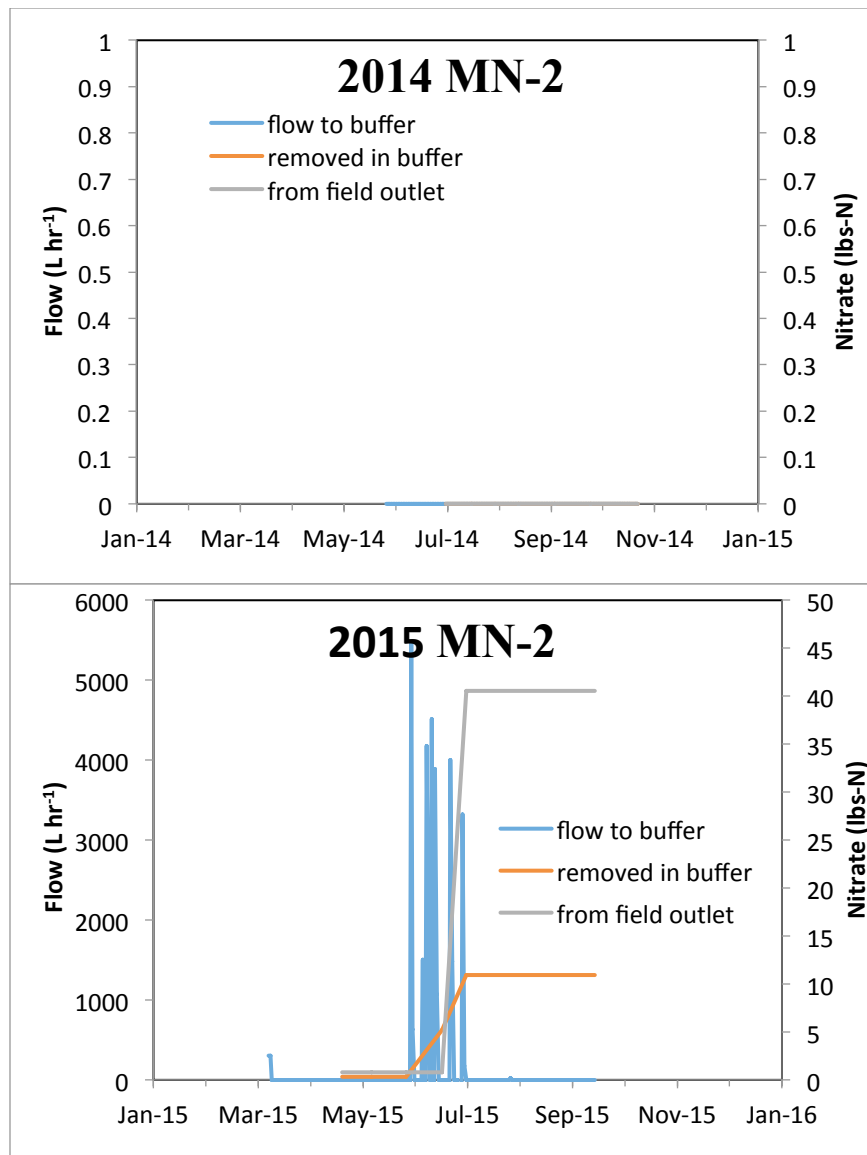 2014 MN-2
flow to buffer
removed in buffer
from field outlet
Flow (L hr⁻¹)
1
0.9
0.8
0.7
0.6
0.5
0.4
0.3
0.2
0.1
0
1
0.9
0.8
0.7
0.6
0.5
0.4
0.3
0.2
0.1
0
Nitrate (lbs-N)
Jan-14 Mar-14 May-14 Jul-14 Sep-14 Nov-14 Jan-15
2015 MN-2
flow to buffer
removed in buffer
from field outlet
Flow (L hr⁻¹)
6000
5000
4000
3000
2000
1000
0
50
45
40
35
30
25
20
15
10
5
0
Nitrate (lbs-N)
Jan-15 Mar-15 May-15 Jul-15 Sep-15 Nov-15 Jan-16